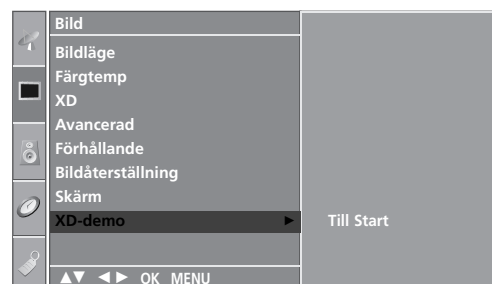 Bild
Bildläge
Färgtemp
XD
Avancerad
Förhållande
Bildåterställning
Skärm
XD-demo ► Till Start
▲▼ ◄► OK MENU